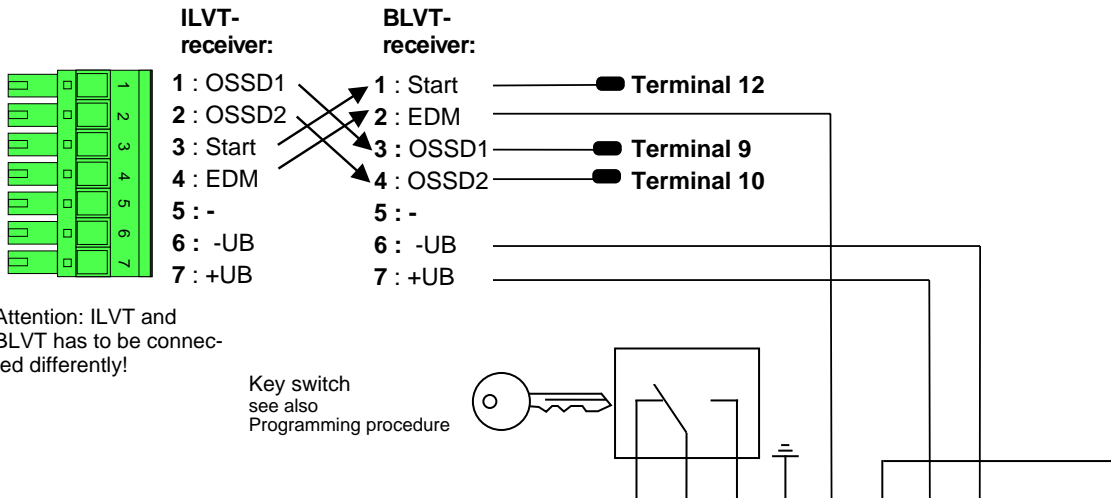 ILVT-
receiver:
1 : OSSD1
2 : OSSD2
3 : Start
4 : EDM
5 : -
6 : -UB
7 : +UB
BLVT-
receiver:
1 : Start
2 : EDM
3 : OSSD1
4 : OSSD2
5 : -
6 : -UB
7 : +UB
Terminal 12
Terminal 9
Terminal 10
1
2
3
4
5
6
7
Attention: ILVT and
BLVT has to be connec-
ted differently!
Key switch
see also
Programming procedure